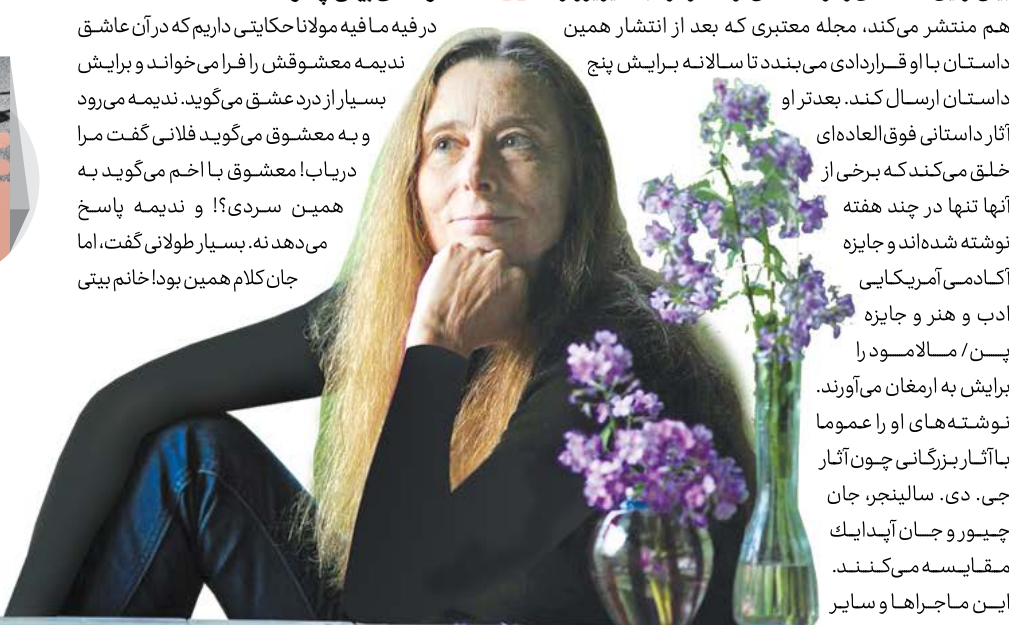 هم منتشر می‌کند، مجله معتبری که بعد از انتشار همین
داستان با او قراردادی می‌بندد تا سالانه برایش پنج
داستان ارسال کند. بعدتر او
آثار داستانی فوق‌العاده‌ای
خلق می‌کند که برخی از
آنها تنها در چند هفته
نوشته شده‌اند و جایزه
آکادمی آمریکایی
ادب و هنر و جایزه
پن/ مالامود را
برایش به ارمغان می‌آورند.
نوشته‌های او را عموما
با آثار بزرگانی چون آثار
جی. دی. سالینجر، جان
چیور و جان آپدایك
مقایسه می‌کنند.
این ماجراها و سایر
در فیه ما فیه مولانا حکایتی داریم که در آن عاشق
ندیمه معشوقش را فرا می‌خواند و برایش
بسیار از درد عشق می‌گوید. ندیمه می‌رود
و به معشوق می‌گوید فلانی گفت مرا
دریاب! معشوق با اخم می‌گوید به
همین سردی؟! و ندیمه پاسخ
می‌دهد نه. بسیار طولانی گفت، اما
جان کلام همین بود! خانم بیتی